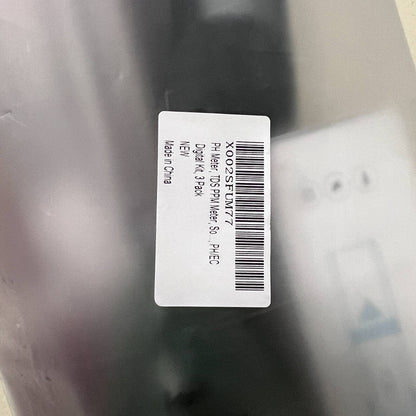 X002SFUM77
PH Meter, TDS PPM Meter, So... , PH/EC
Digital Kit, 3 Pack
NEW
Made in China